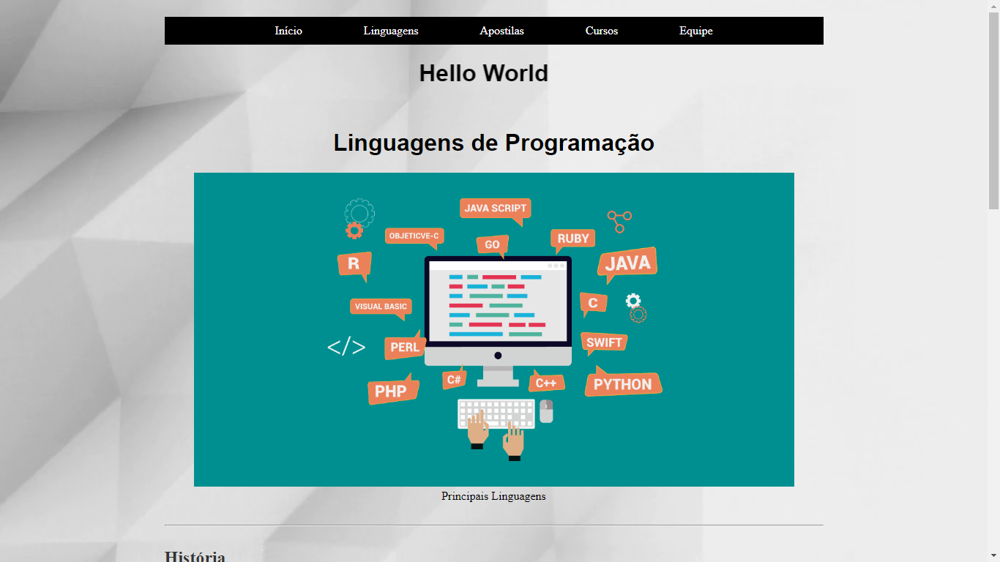 Início Linguagens Apostilas Cursos Equipe
Hello World
Linguagens de Programação
JAVA SCRIPT
OBJETICVE-C
GO
RUBY
R
JAVA
VISUAL BASIC
C
</>
PERL
SWIFT
PHP
C#
C++
PYTHON
Principais Linguagens
História